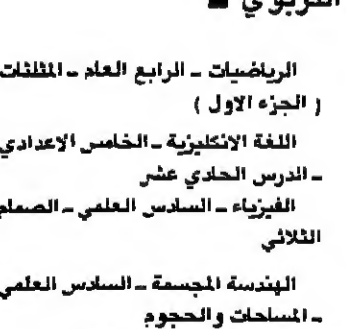 التربوي ■
الرياضيات ـ الرابع العام ـ المثلثات
( الجزء الاول )
اللغة الانكليزية ـ الخامس الاعدادي
ـ الدرس الحادي عشر
الفيزياء ـ السادس العلمي ـ الصمام
الثلاثي
الهندسة المجسمة ـ السادس العلمي
ـ المساحات والحجوم